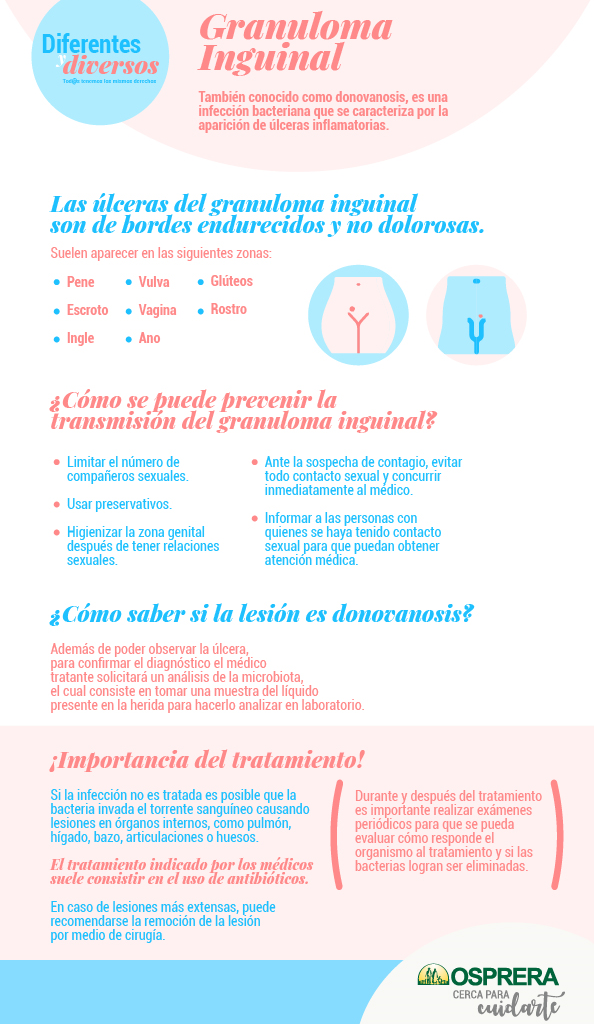 Diferentes
y
diversos
Granuloma
Inguinal
También conocido como donovanosis, es una
infección bacteriana que se caracteriza por la
aparición de úlceras inflamatorias.
Las úlceras del granuloma inguinal
son de bordes endurecidos y no dolorosas.
Suelen aparecer en las siguientes zonas:
Pene
Escroto
Ingle
Vulva
Vagina
Ano
Glúteos
Rostro
¿Cómo se puede prevenir la
transmisión del granuloma inguinal?
Limitar el número de
compañeros sexuales.
Usar preservativos.
Higienizar la zona genital
después de tener relaciones
sexuales.
Ante la sospecha de contagio, evitar
todo contacto sexual y concurrir
inmediatamente al médico.
Informar a las personas con
quienes se haya tenido contacto
sexual para que puedan obtener
atención médica.
¿Cómo saber si la lesión es donovanosis?
Además de poder observar la úlcera,
para confirmar el diagnóstico el médico
tratante solicitará un análisis de la microbiota,
el cual consiste en tomar una muestra del líquido
presente en la herida para hacerlo analizar en laboratorio.
¡Importancia del tratamiento!
Si la infección no es tratada es posible que la
bacteria invada el torrente sanguíneo causando
lesiones en órganos internos, como pulmón,
hígado, bazo, articulaciones o huesos.
El tratamiento indicado por los médicos
suele consistir en el uso de antibióticos.
En caso de lesiones más extensas, puede
recomendarse la remoción de la lesión
por medio de cirugía.
Durante y después del tratamiento
es importante realizar exámenes
periódicos para que se pueda
evaluar cómo responde el
organismo al tratamiento y si las
bacterias logran ser eliminadas.
OSPRERA
CERCA PARA
cuidarte